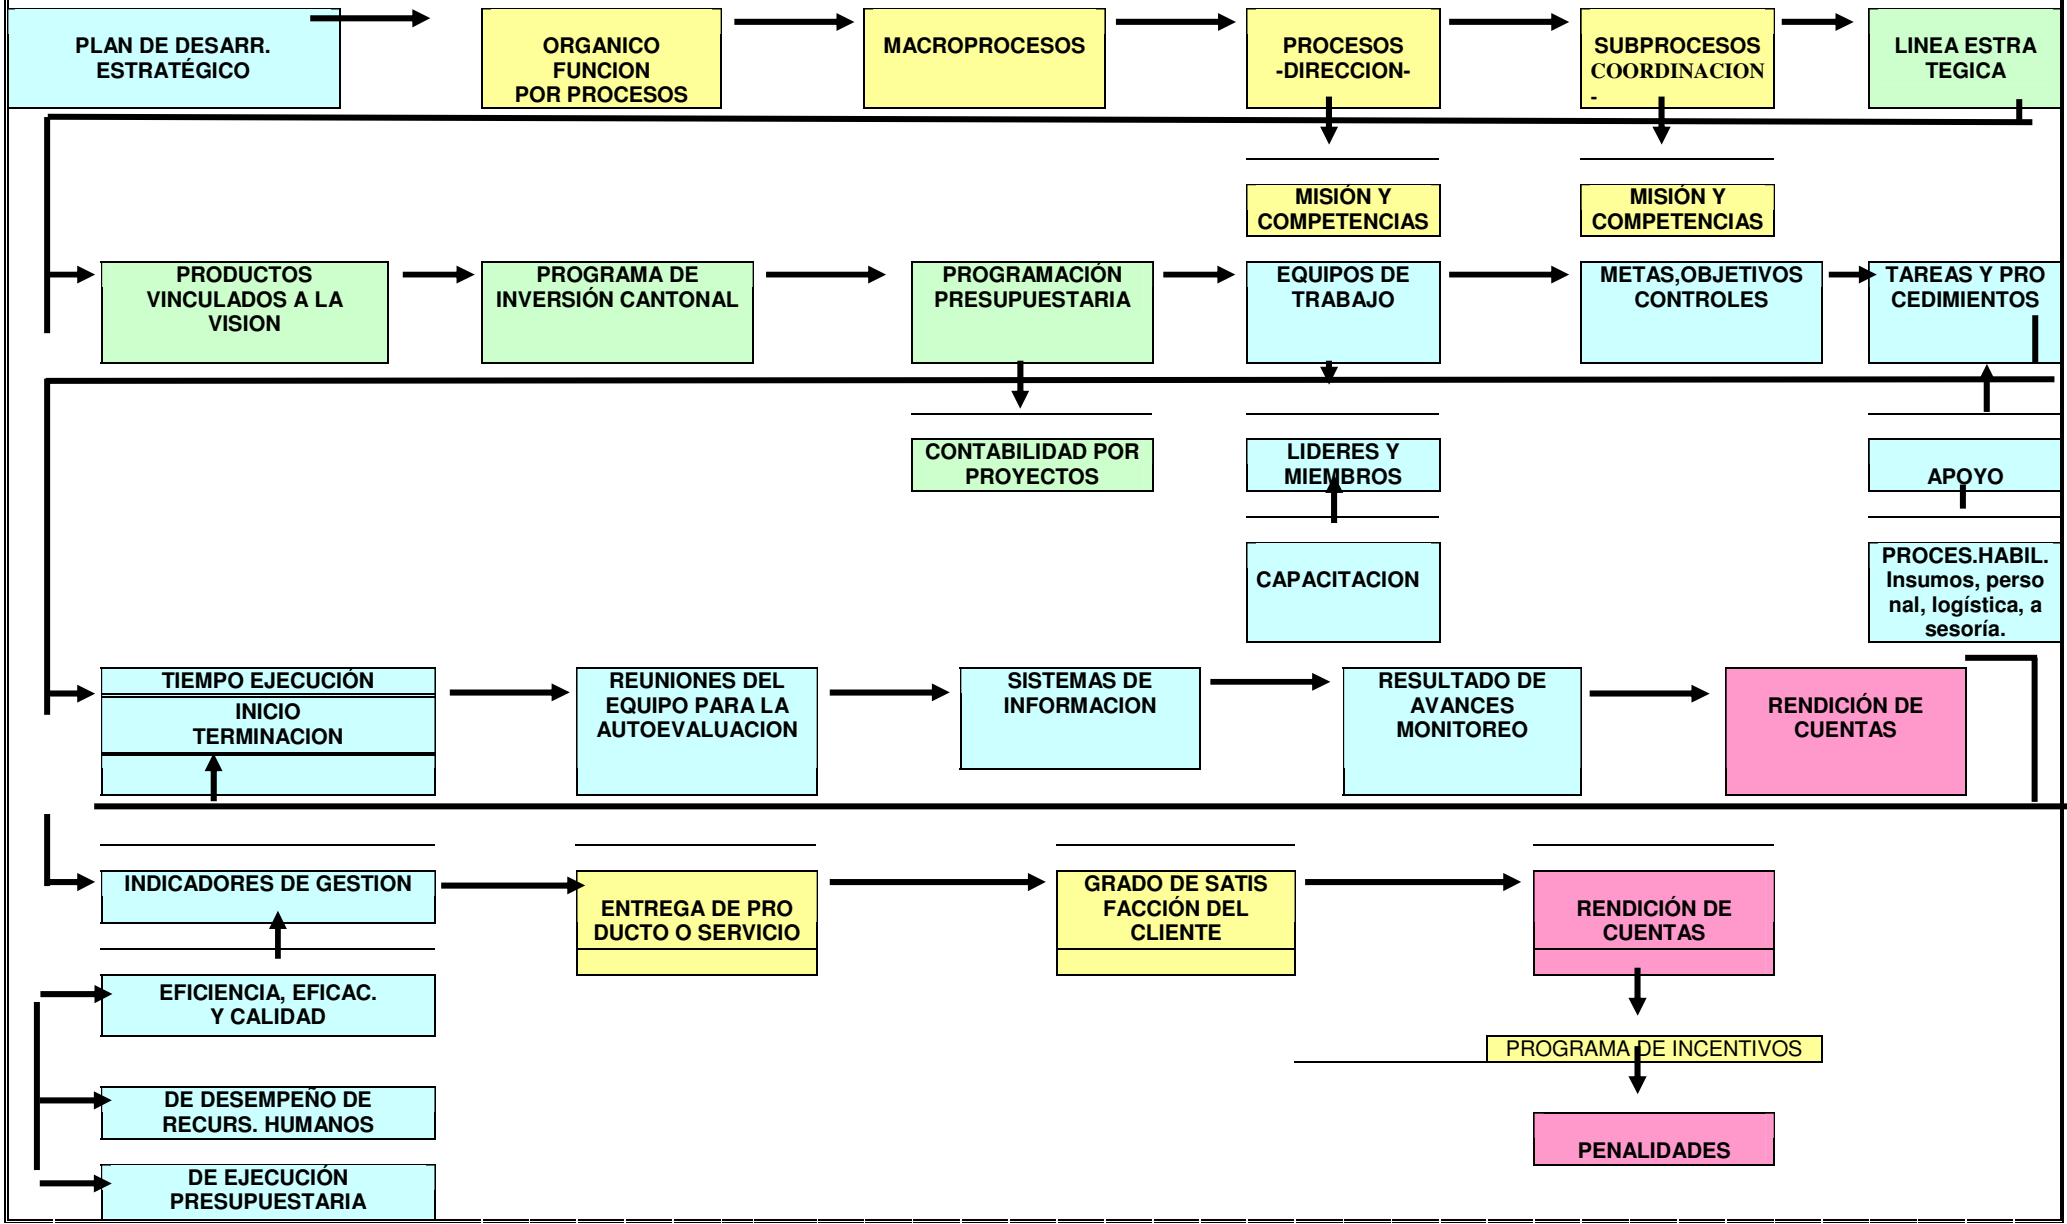 PLAN DE DESARR.
ESTRATÉGICO
ORGANICO
FUNCION
POR PROCESOS
MACROPROCESOS
PROCESOS
-DIRECCION-
SUBPROCESOS
COORDINACION
-
LINEA ESTRA
TEGICA
MISIÓN Y
COMPETENCIAS
MISIÓN Y
COMPETENCIAS
PRODUCTOS
VINCULADOS A LA
VISION
PROGRAMA DE
INVERSIÓN CANTONAL
PROGRAMACIÓN
PRESUPUESTARIA
EQUIPOS DE
TRABAJO
METAS,OBJETIVOS
CONTROLES
TAREAS Y PRO
CEDIMIENTOS
CONTABILIDAD POR
PROYECTOS
LIDERES Y
MIEMBROS
APOYO
CAPACITACION
PROCES.HABIL.
Insumos, perso
nal, logística, a
sesoría.
TIEMPO EJECUCIÓN
INICIO
TERMINACION
REUNIONES DEL
EQUIPO PARA LA
AUTOEVALUACION
SISTEMAS DE
INFORMACION
RESULTADO DE
AVANCES
MONITOREO
RENDICIÓN DE
CUENTAS
INDICADORES DE GESTION
ENTREGA DE PRO
DUCTO O SERVICIO
GRADO DE SATIS
FACCIÓN DEL
CLIENTE
RENDICIÓN DE
CUENTAS
EFICIENCIA, EFICAC.
Y CALIDAD
PROGRAMA DE INCENTIVOS
DE DESEMPEÑO DE
RECURS. HUMANOS
PENALIDADES
DE EJECUCIÓN
PRESUPUESTARIA